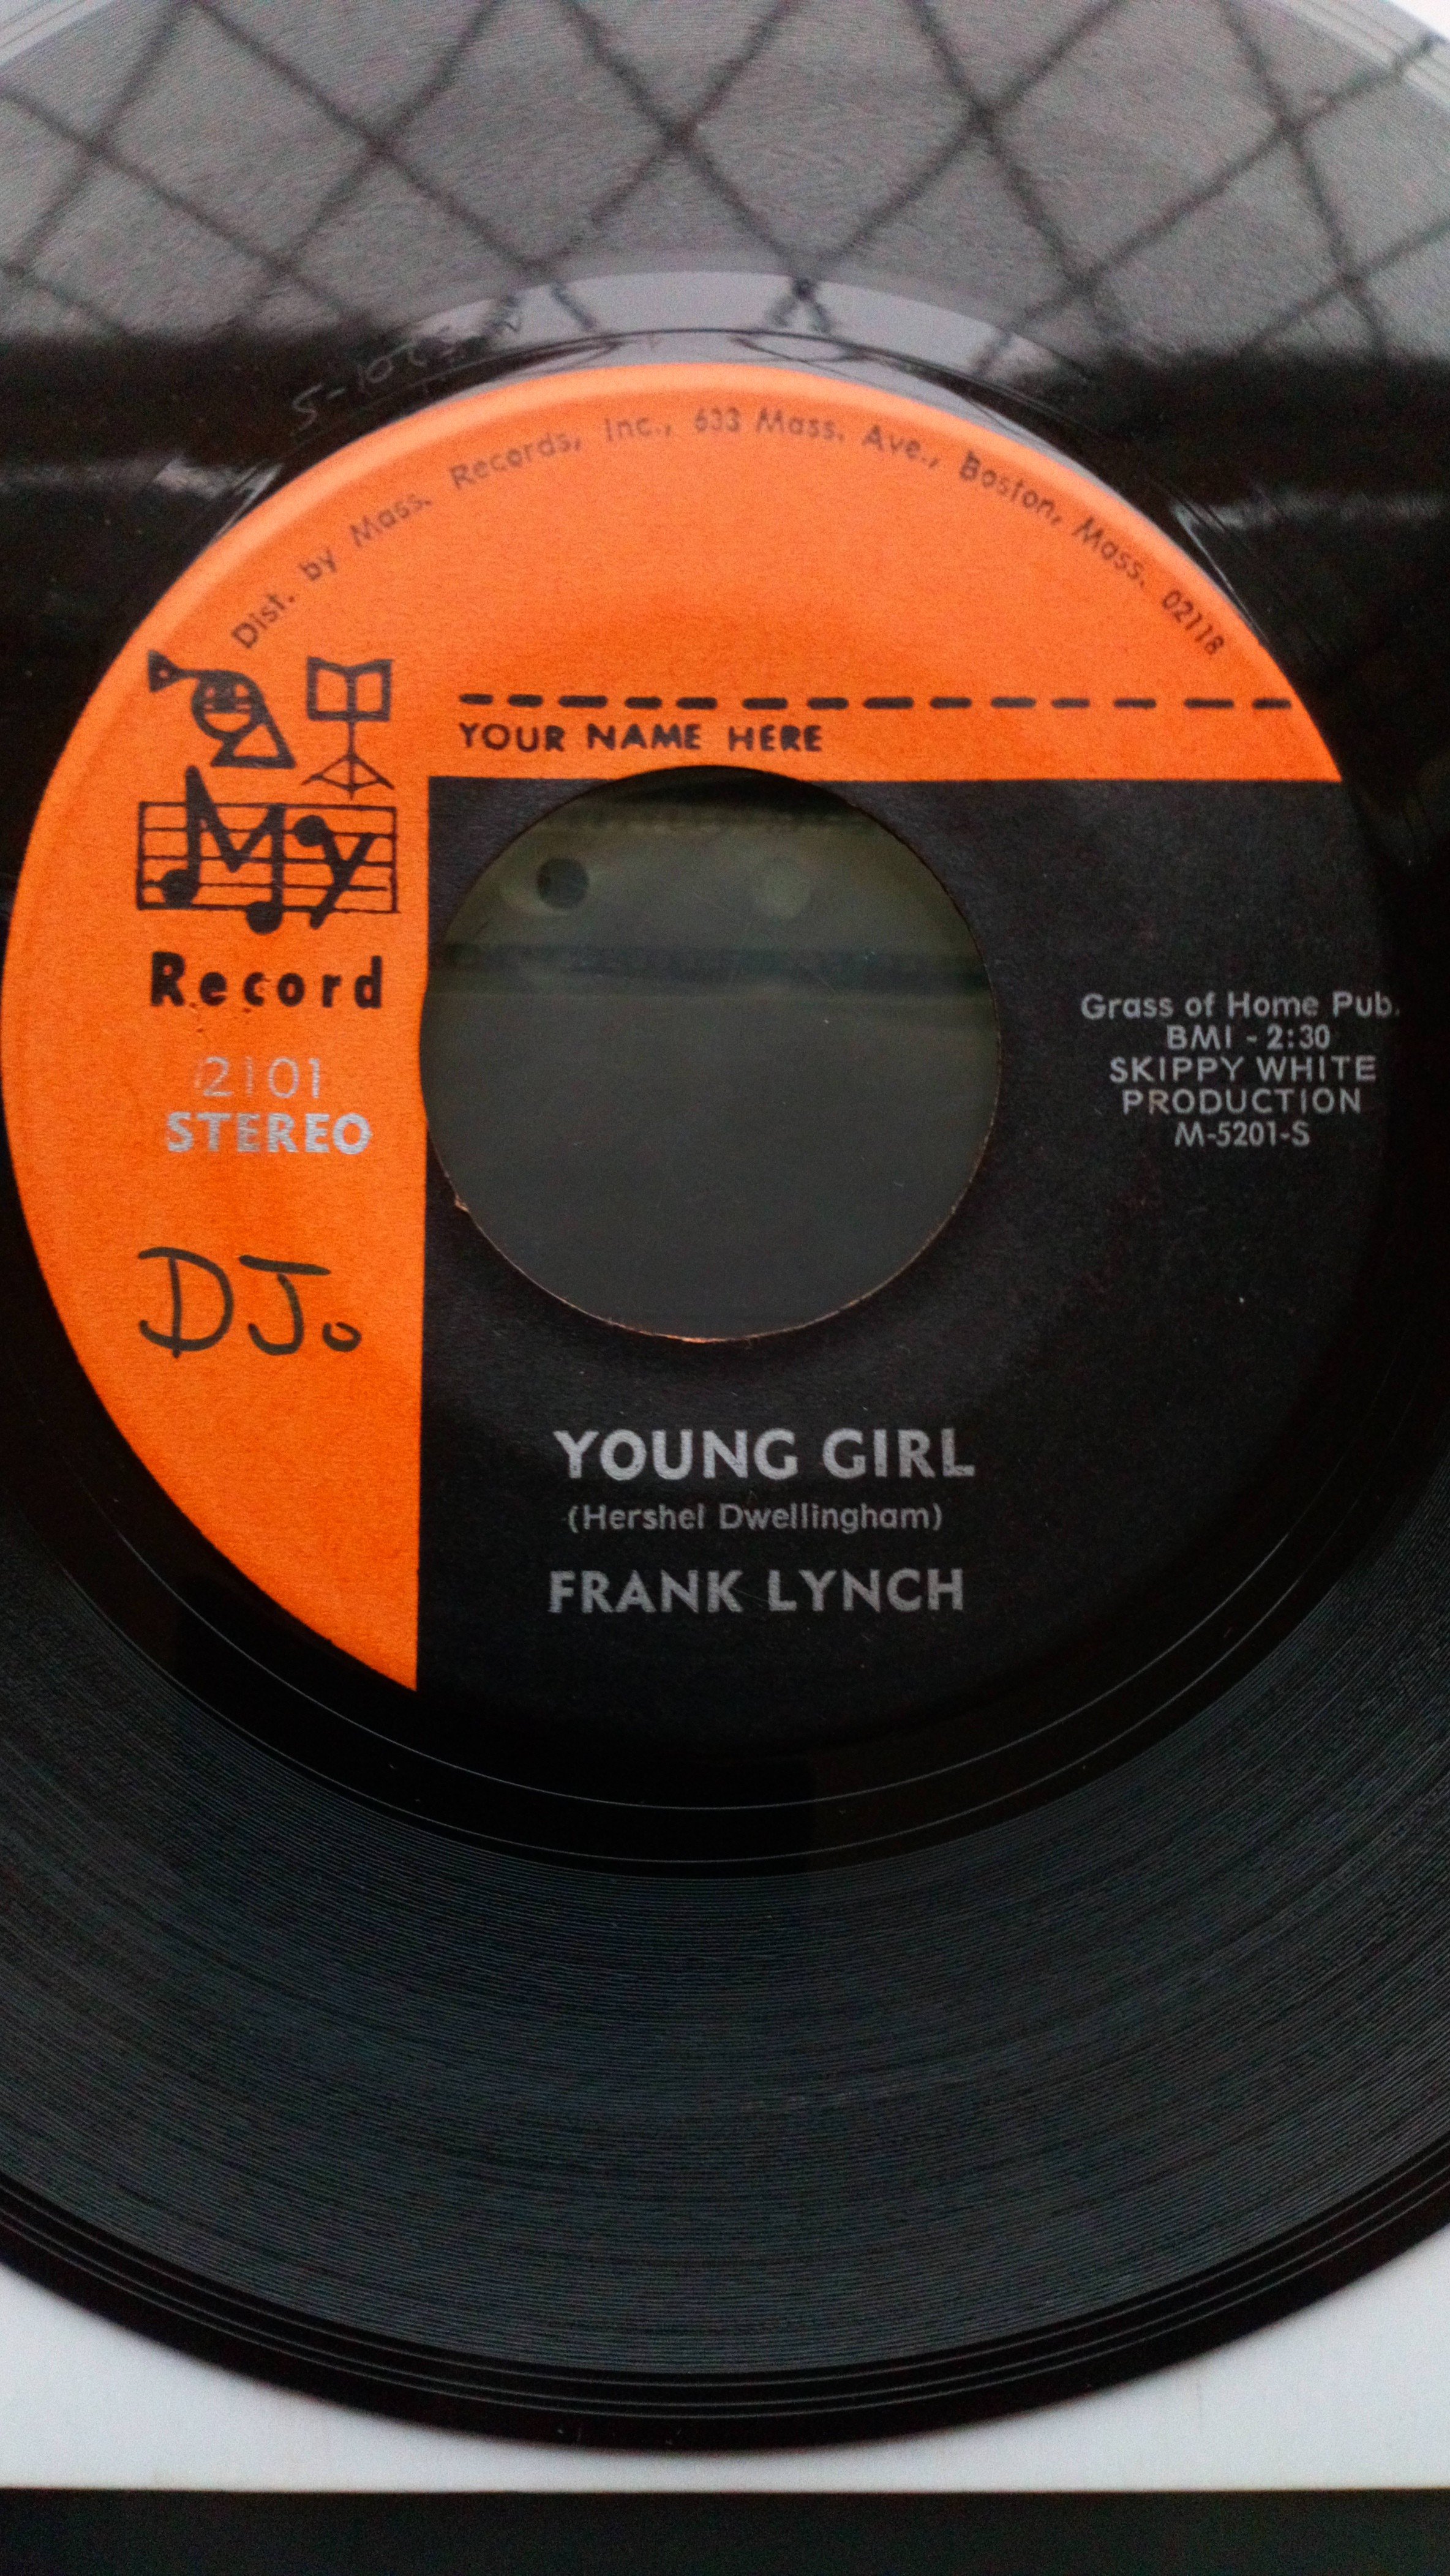 Dist. by Mass. Records, Inc., 633 Mass. Ave., Boston, Mass. 02118
YOUR NAME HERE
My
Record
2101
STEREO
DJ.
Grass of Home Pub.
BMI - 2:30
SKIPPY WHITE
PRODUCTION
M-5201-S
YOUNG GIRL
(Hershel Dwellingham)
FRANK LYNCH